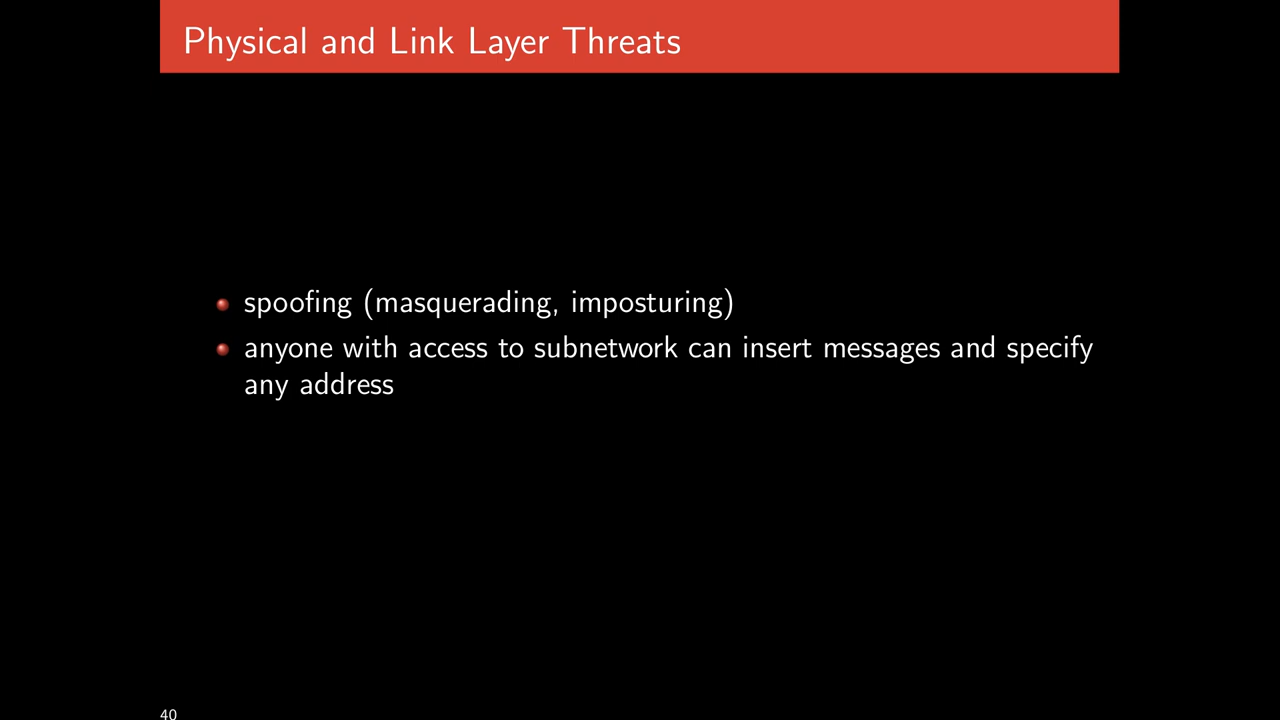 Physical and Link Layer Threats
spoofing (masquerading, imposturing)
anyone with access to subnetwork can insert messages and specify
any address
40